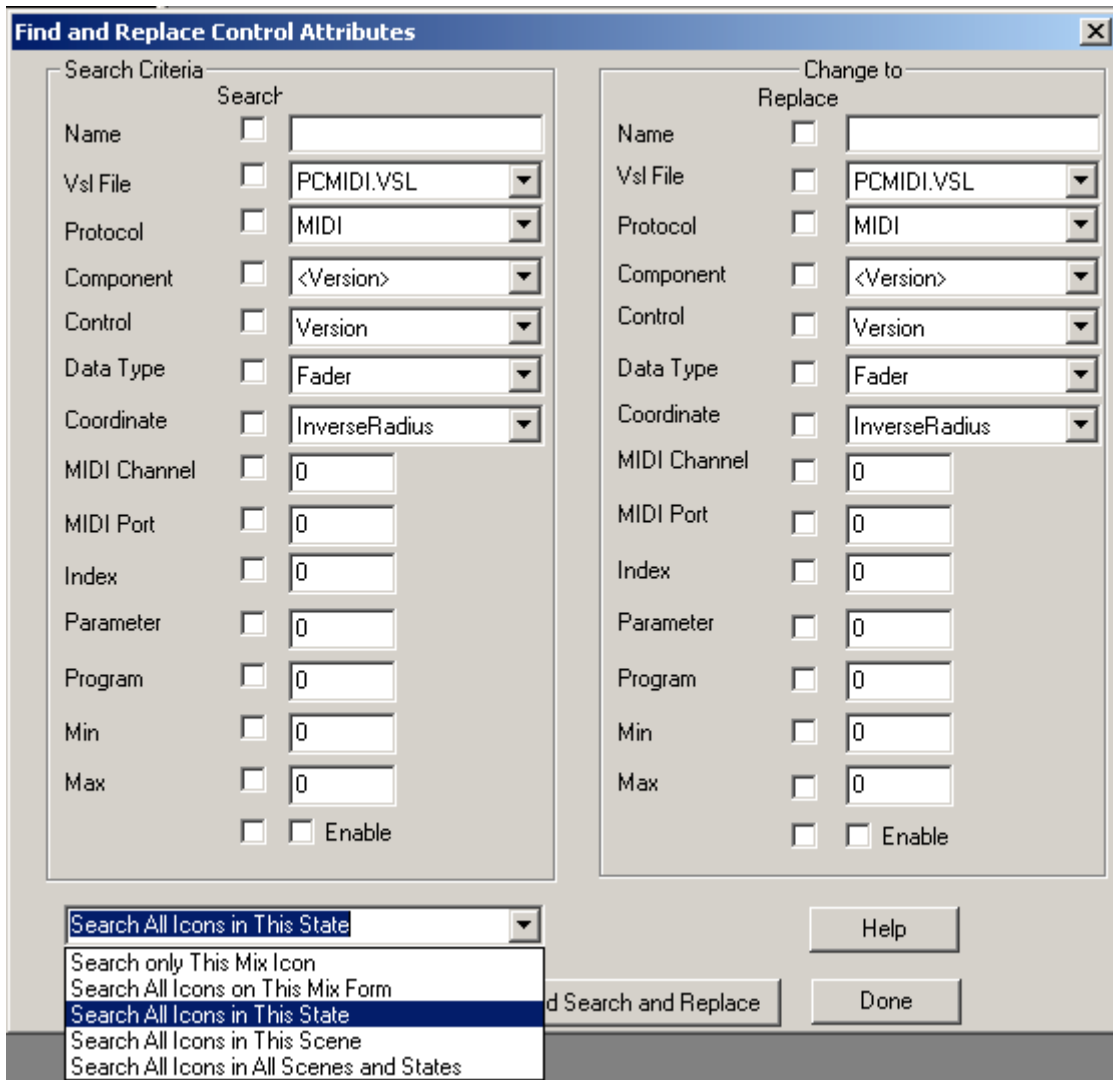 Find and Replace Control Attributes
Search Criteria
Search
Name
Vsl File PCMIDI.VSL
Protocol MIDI
Component <Version>
Control Version
Data Type Fader
Coordinate InverseRadius
MIDI Channel 0
MIDI Port 0
Index 0
Parameter 0
Program 0
Min 0
Max 0
Enable
Change to
Replace
Name
Vsl File PCMIDI.VSL
Protocol MIDI
Component <Version>
Control Version
Data Type Fader
Coordinate InverseRadius
MIDI Channel 0
MIDI Port 0
Index 0
Parameter 0
Program 0
Min 0
Max 0
Enable
Search All Icons in This State
Search only This Mix Icon
Search All Icons on This Mix Form
Search All Icons in This State
Search All Icons in This Scene
Search All Icons in All Scenes and States
Help
d Search and Replace
Done